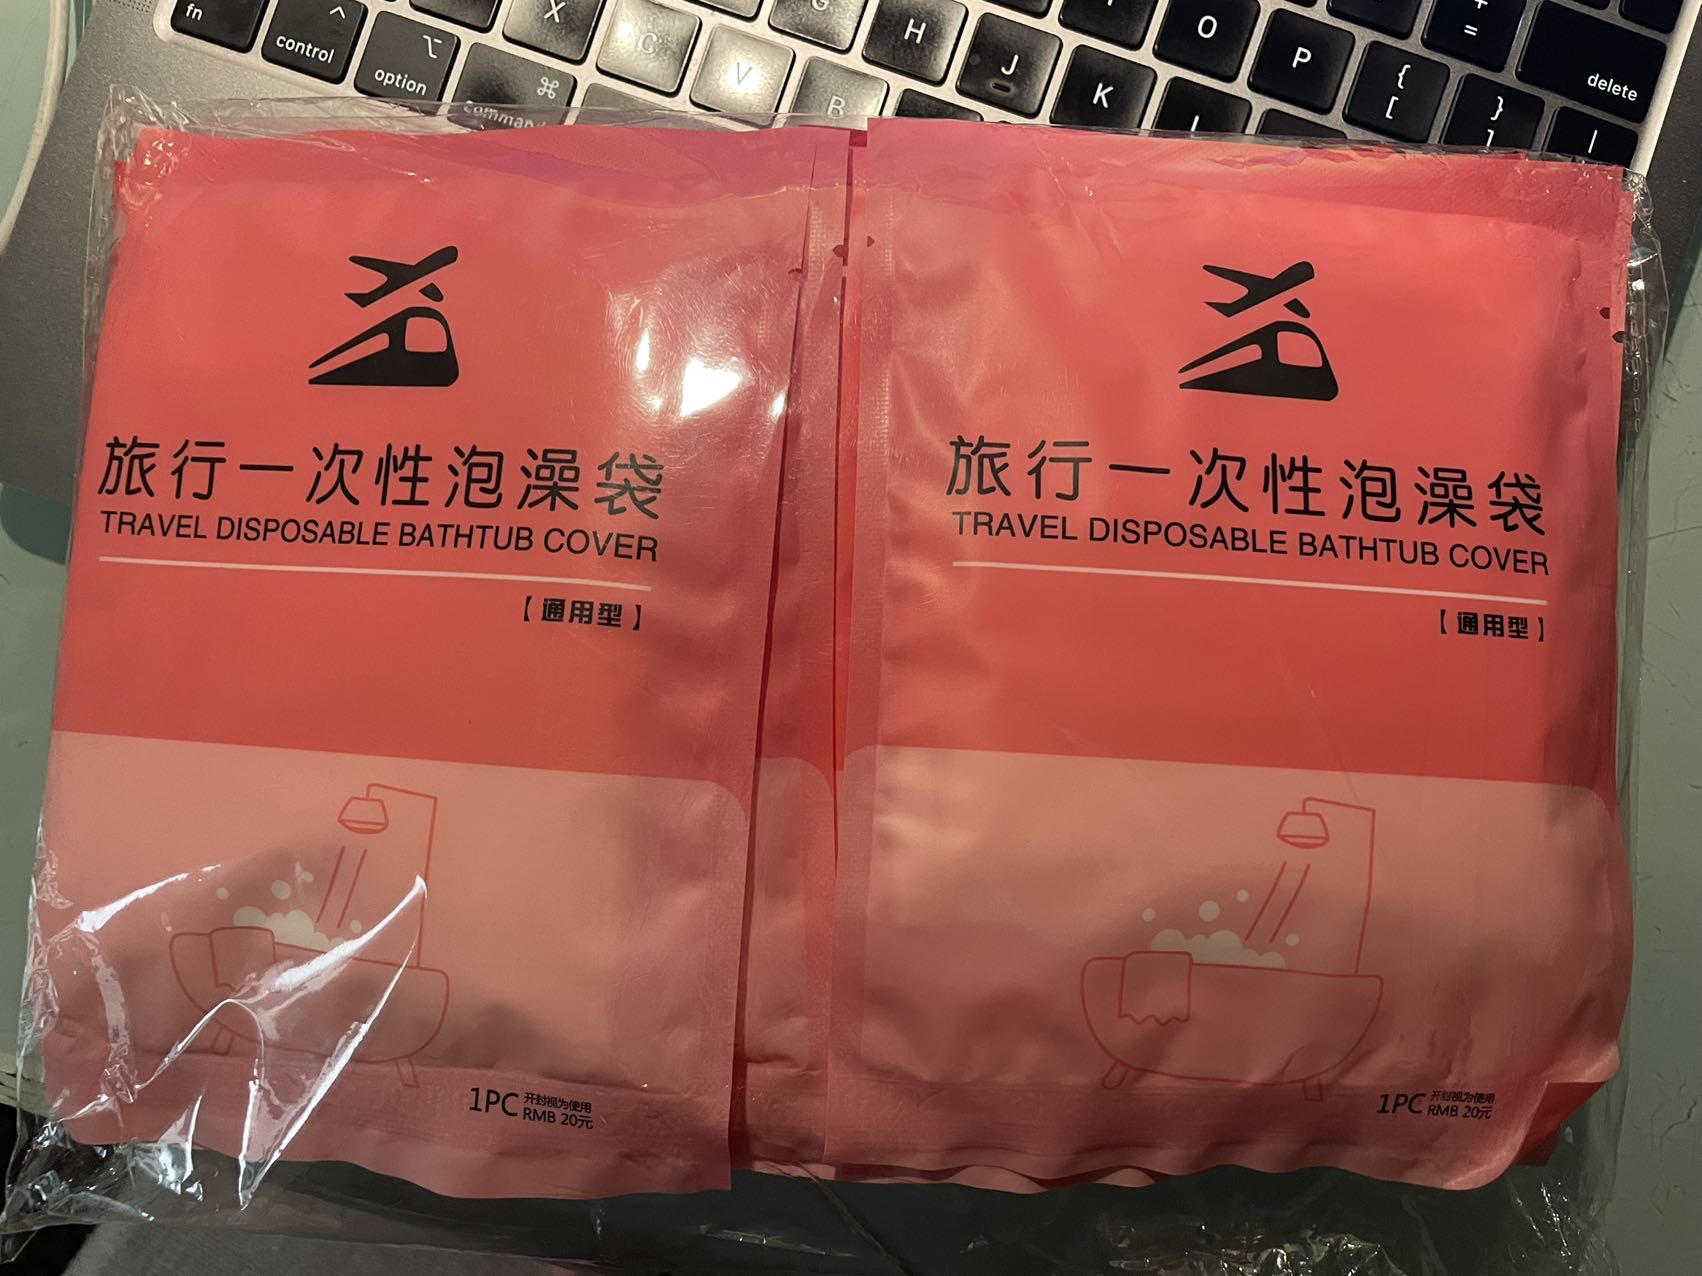 fn
control
option
⌘
command
X
C
V
B
G
H
J
K
L
O
P
{
[
}
]
+
=
delete
|
旅行一次性泡澡袋
TRAVEL DISPOSABLE BATHTUB COVER
【通用型】
1PC 开封视为使用
RMB 20元
旅行一次性泡澡袋
TRAVEL DISPOSABLE BATHTUB COVER
【通用型】
1PC 开封视为使用
RMB 20元